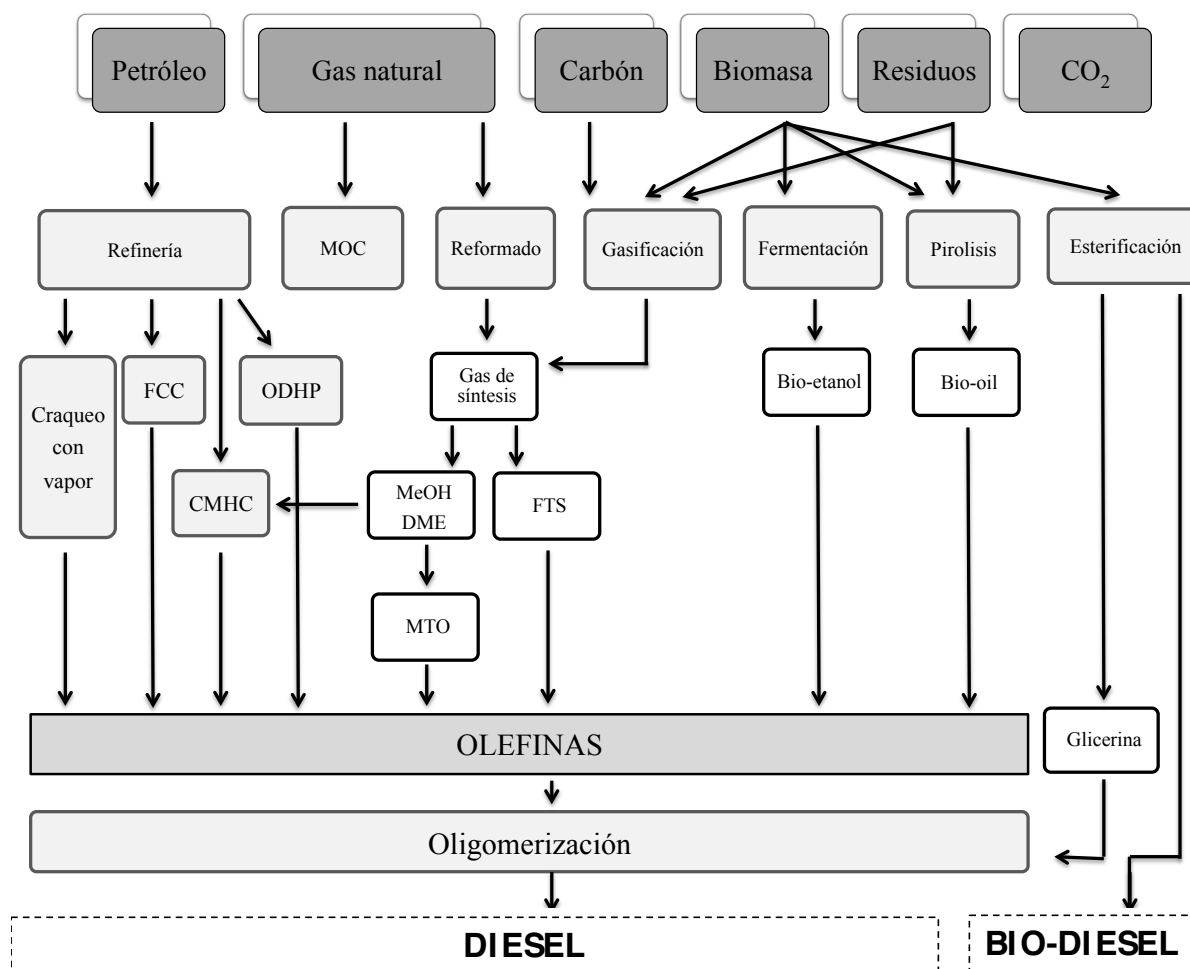 Petróleo
Gas natural
Carbón
Biomasa
Residuos
CO₂
Refinería
MOC
Reformado
Gasificación
Fermentación
Pirolisis
Esterificación
Craqueo
con
vapor
FCC
ODHP
Gas de
síntesis
Bio-etanol
Bio-oil
CMHC
MeOH
DME
FTS
MTO
OLEFINAS
Glicerina
Oligomerización
DIESEL
BIO-DIESEL